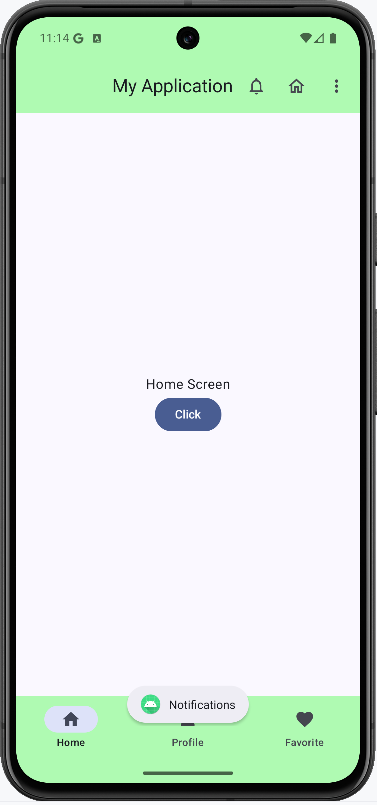 11:14 G A
My Application
Home Screen
Click
Notifications
Home
Profile
Favorite